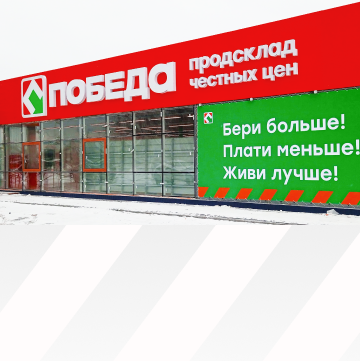 ПОБЕДА
продсклад
честных цен
Бери больше!
Плати меньше!
Живи лучше!